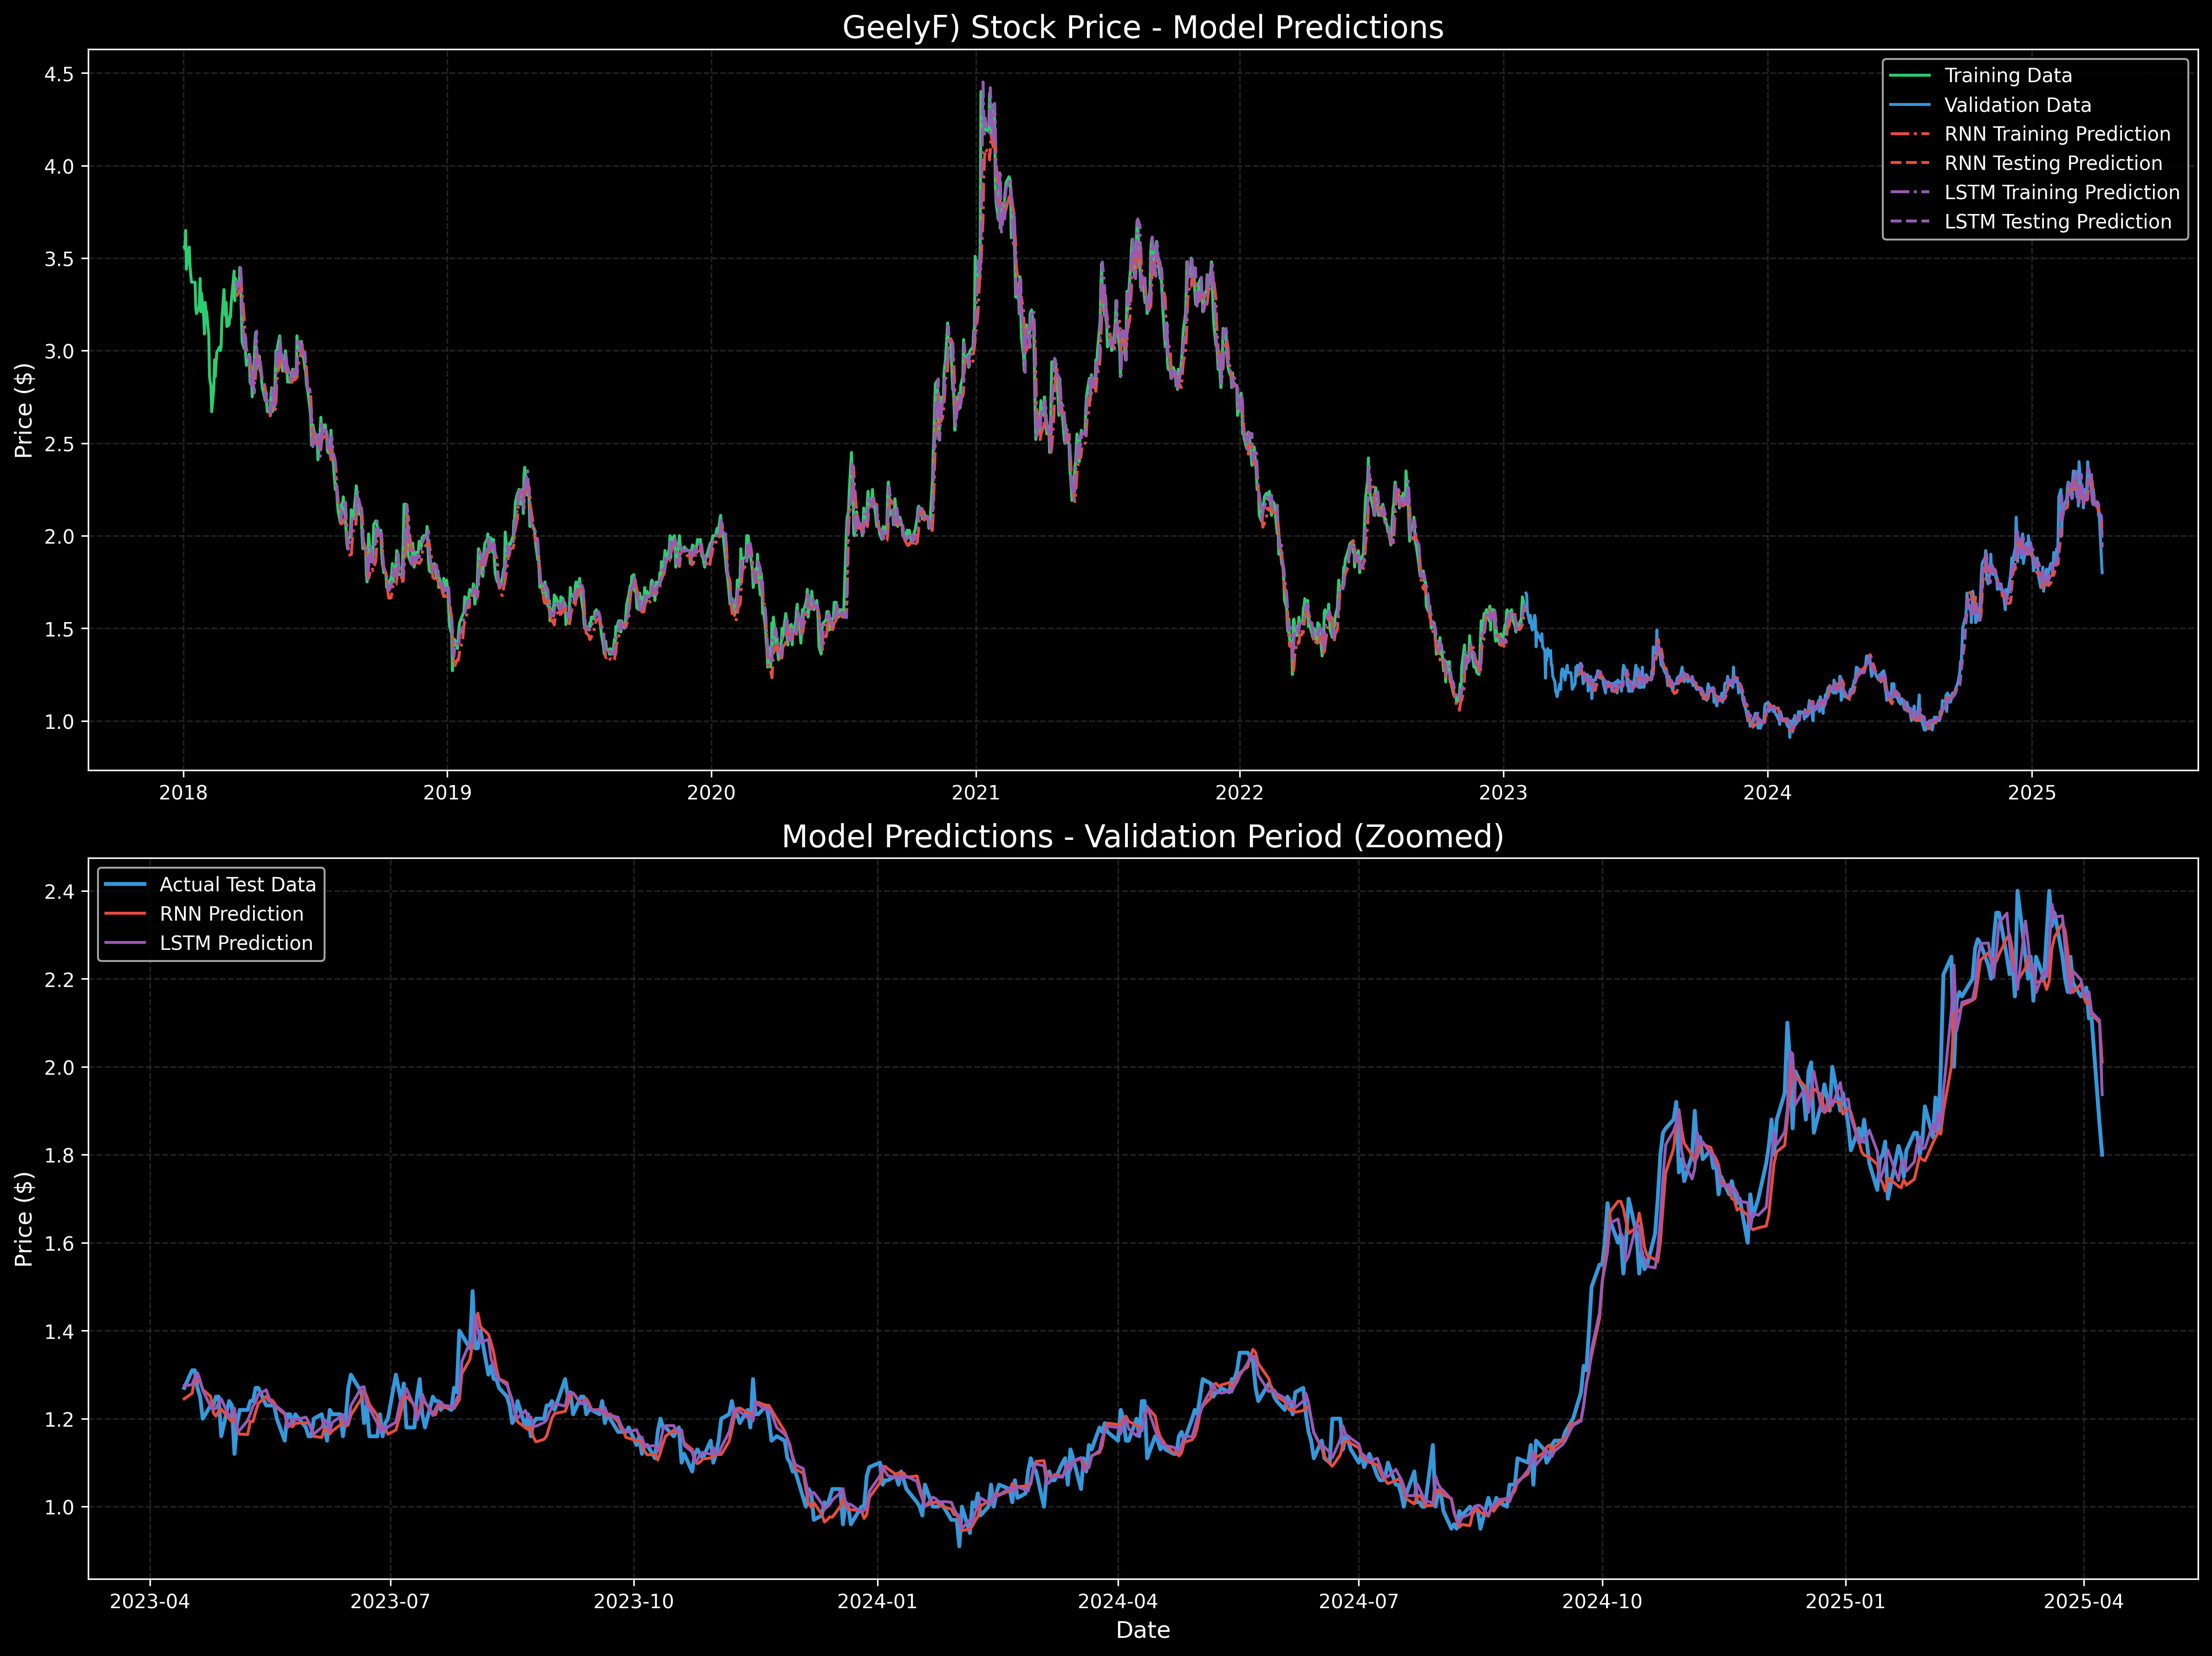 GeelyF) Stock Price - Model Predictions
Price ($)
4.5
4.0
3.5
3.0
2.5
2.0
1.5
1.0
Training Data
Validation Data
RNN Training Prediction
RNN Testing Prediction
LSTM Training Prediction
LSTM Testing Prediction
2018 2019 2020 2021 2022 2023 2024 2025
Model Predictions - Validation Period (Zoomed)
Price ($)
2.4
2.2
2.0
1.8
1.6
1.4
1.2
1.0
Actual Test Data
RNN Prediction
LSTM Prediction
2023-04 2023-07 2023-10 2024-01 2024-04 2024-07 2024-10 2025-01 2025-04
Date